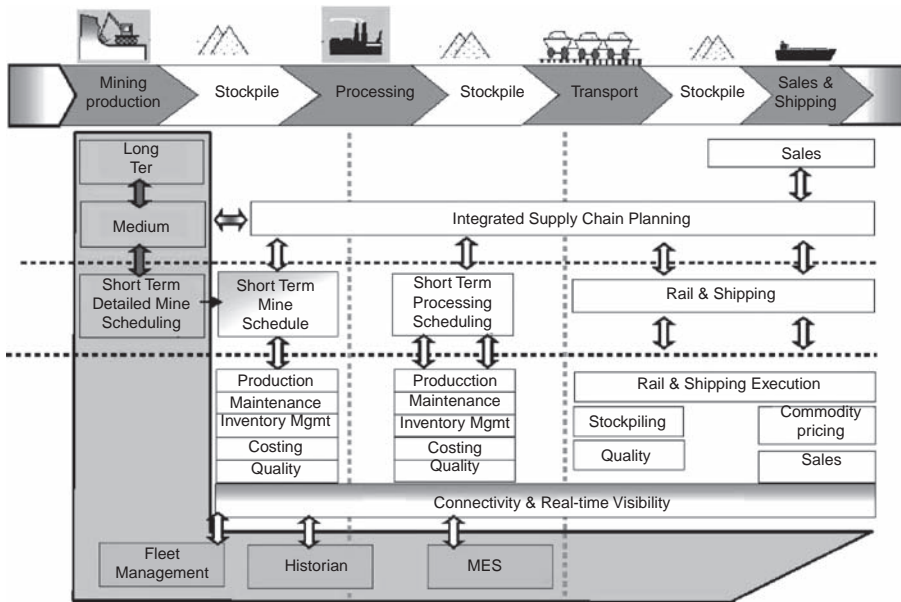 Mining
production
Stockpile
Processing
Stockpile
Transport
Stockpile
Sales &
Shipping
Long
Ter
Sales
Medium
Integrated Supply Chain Planning
Short Term
Detailed Mine
Scheduling
Short Term
Mine
Schedule
Short Term
Processing
Scheduling
Rail & Shipping
Production
Maintenance
Inventory Mgmt
Costing
Quality
Producction
Maintenance
Inventory Mgmt
Costing
Quality
Rail & Shipping Execution
Stockpiling
Quality
Commodity
pricing
Sales
Connectivity & Real-time Visibility
Fleet
Management
Historian
MES